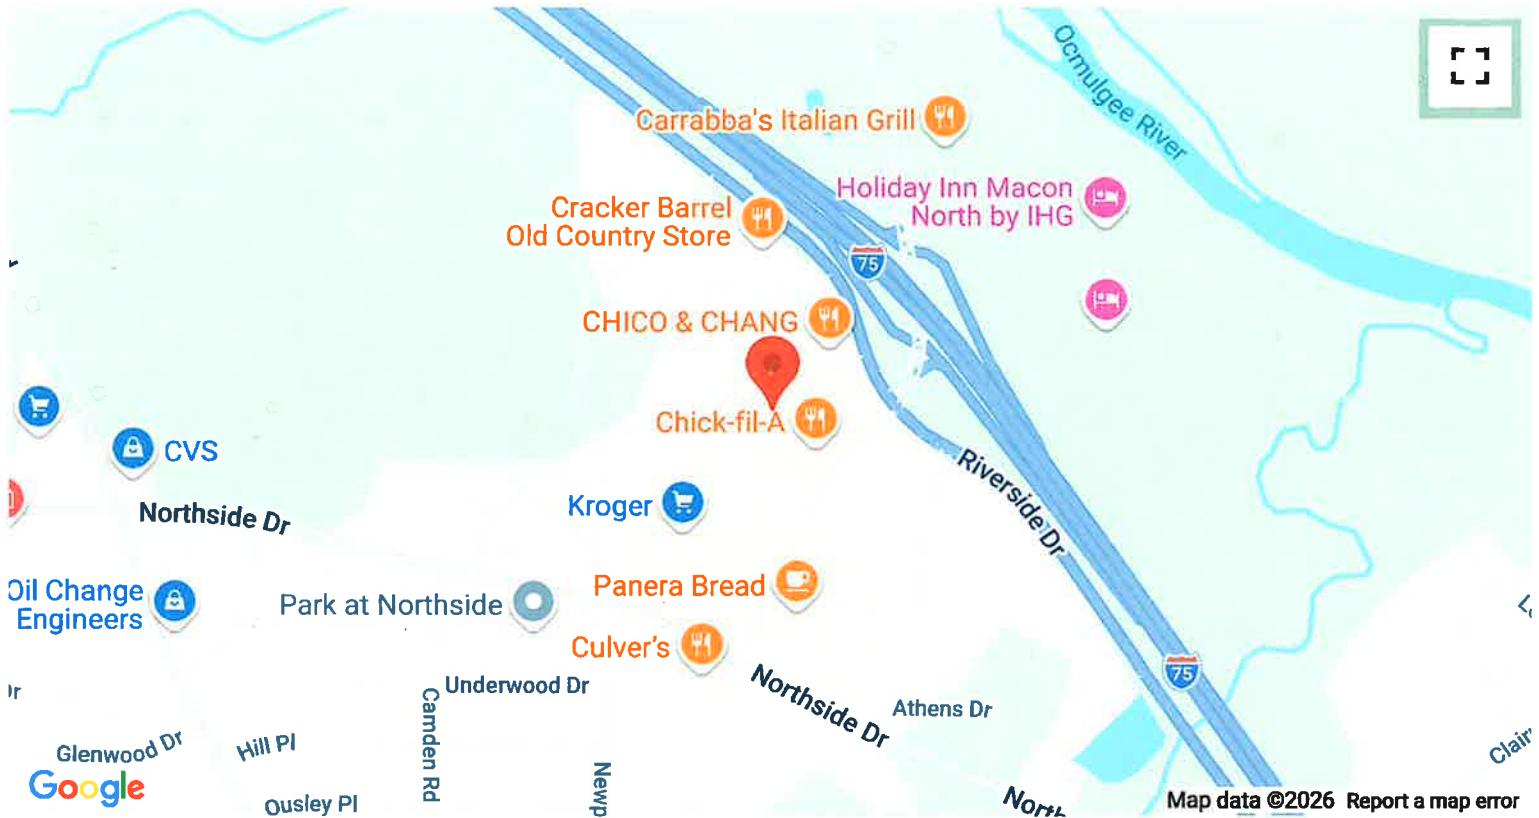 Ocmulgee River
Carrabba's Italian Grill
Holiday Inn Macon
North by IHG
Cracker Barrel
Old Country Store
75
CHICO & CHANG
Chick-fil-A
CVS
Riverside Dr
Kroger
Northside Dr
Oil Change
Engineers
Park at Northside
Panera Bread
Culver's
75
Underwood Dr
Northside Dr
Athens Dr
Camden Rd
Glenwood Dr
Hill Pl
Google
Ousley Pl
Map data ©2026 Report a map error